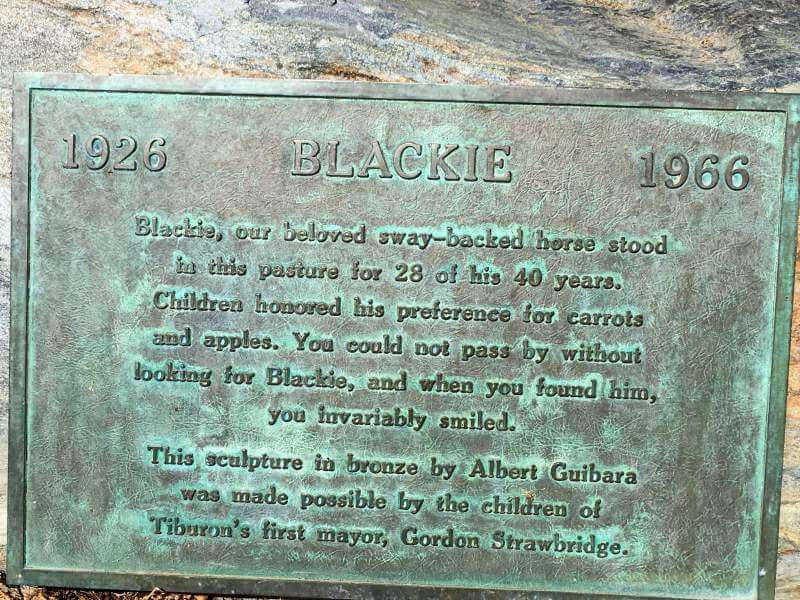 1926 BLACKIE 1966
Blackie, our beloved sway-backed horse stood
in this pasture for 28 of his 40 years.
Children honored his preference for carrots
and apples. You could not pass by without
looking for Blackie, and when you found him,
you invariably smiled.
This sculpture in bronze by Albert Guibara
was made possible by the children of
Tiburon's first mayor, Gordon Strawbridge.